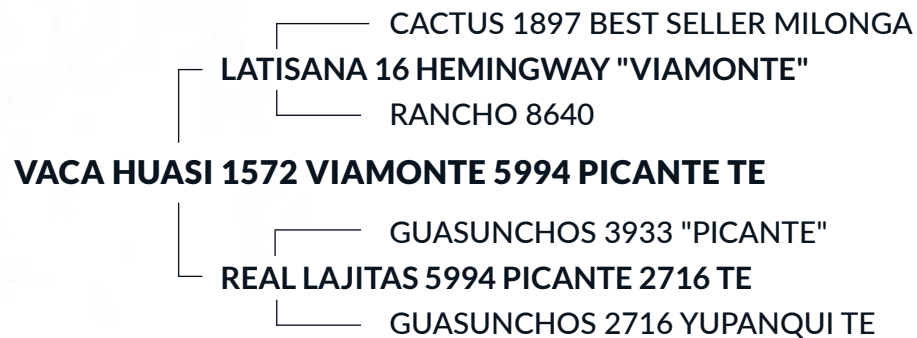 CACTUS 1897 BEST SELLER MILONGA
LATISANA 16 HEMINGWAY "VIAMONTE"
RANCHO 8640
VACA HUASI 1572 VIAMONTE 5994 PICANTE TE
GUASUNCHOS 3933 "PICANTE"
REAL LAJITAS 5994 PICANTE 2716 TE
GUASUNCHOS 2716 YUPANQUI TE